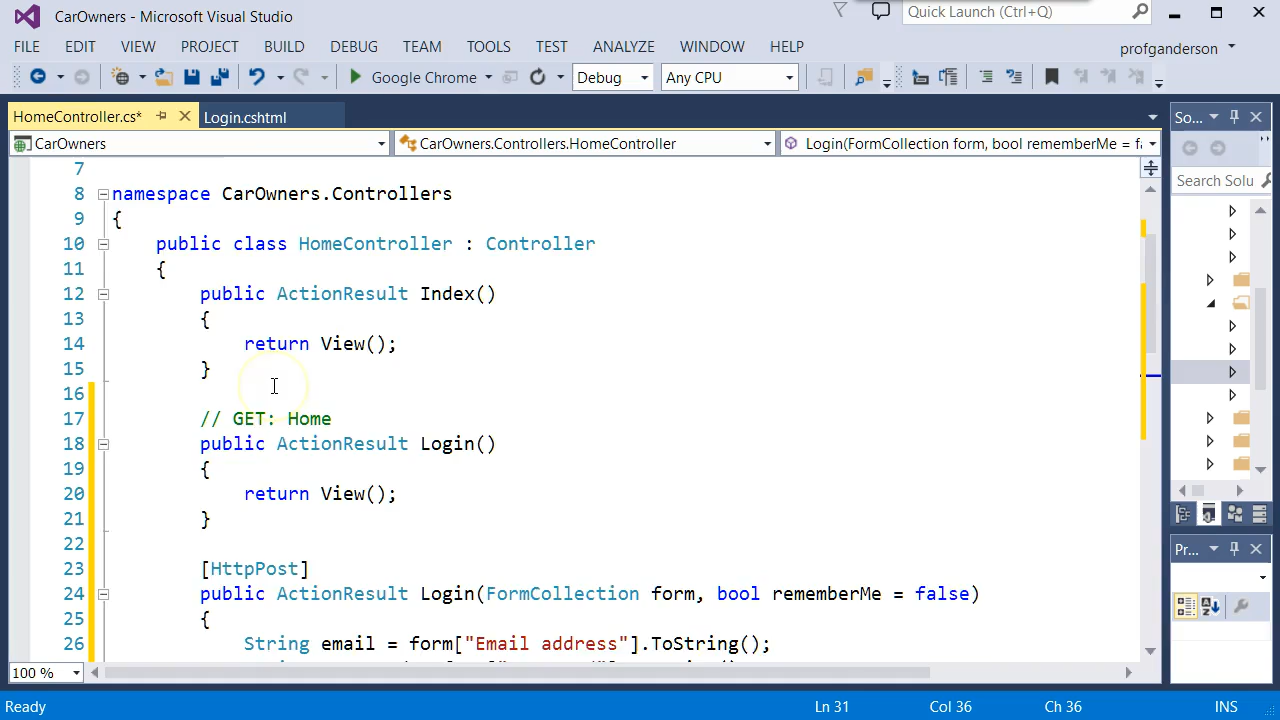 CarOwners - Microsoft Visual Studio
Quick Launch (Ctrl+Q)
FILE EDIT VIEW PROJECT BUILD DEBUG TEAM TOOLS TEST ANALYZE WINDOW HELP profganderson
Google Chrome Debug Any CPU
HomeController.cs* Login.cshtml So...
CarOwners CarOwners.Controllers.HomeController Login(FormCollection form, bool rememberMe = fa
Search Solu
7
8 namespace CarOwners.Controllers
9 {
10 public class HomeController : Controller
11 {
12 public ActionResult Index()
13 {
14 return View();
15 }
16
17 // GET: Home
18 public ActionResult Login()
19 {
20 return View();
21 }
22
23 [HttpPost]
24 public ActionResult Login(FormCollection form, bool rememberMe = false)
25 {
26 String email = form["Email address"].ToString();
Pr...
100 %
Ready Ln 31 Col 36 Ch 36 INS